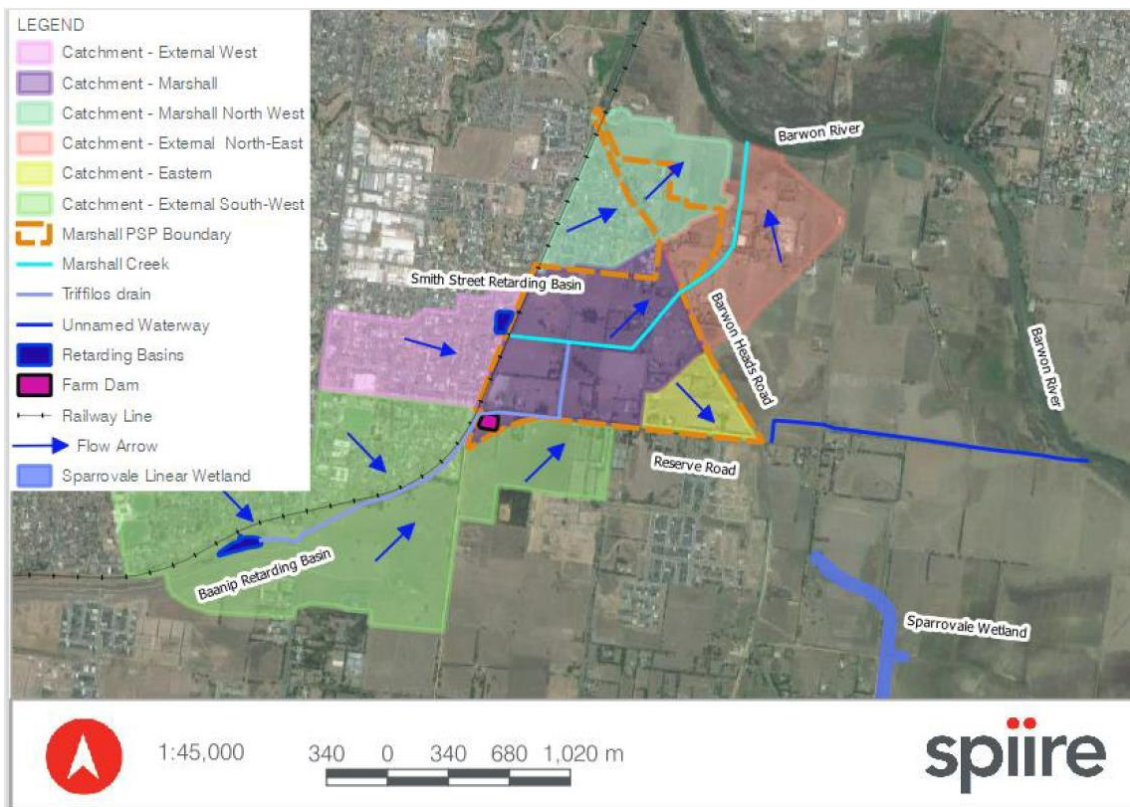 LEGEND
Catchment - External West
Catchment - Marshall
Catchment - Marshall North West
Catchment - External North-East
Catchment - Eastern
Catchment - External South-West
Marshall PSP Boundary
Marshall Creek
Triffilos drain
Unnamed Waterway
Retarding Basins
Farm Dam
Railway Line
Flow Arrow
Sparrovale Linear Wetland
Barwon River
Smith Street Retarding Basin
Barwon Heads Road
Barwon River
Reserve Road
Baanip Retarding Basin
Sparrovale Wetland
1:45,000
340 0 340 680 1,020 m
spiire